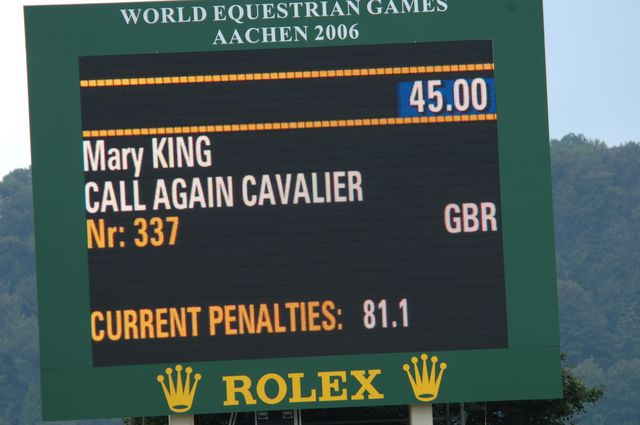 WORLD EQUESTRIAN GAMES
AACHEN 2006
45.00
Mary KING
CALL AGAIN CAVALIER
Nr: 337 GBR
CURRENT PENALTIES: 81.1
ROLEX